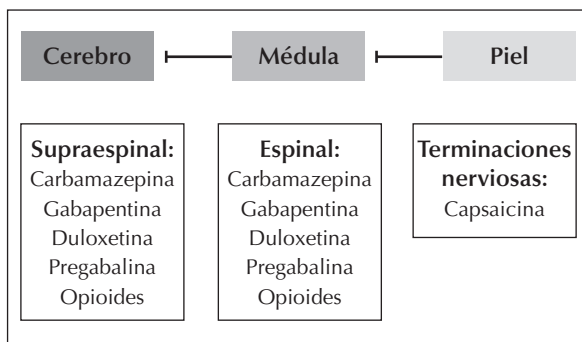 Cerebro
Médula
Piel
Supraespinal:
Carbamazepina
Gabapentina
Duloxetina
Pregabalina
Opioides
Espinal:
Carbamazepina
Gabapentina
Duloxetina
Pregabalina
Opioides
Terminaciones
nerviosas:
Capsaicina